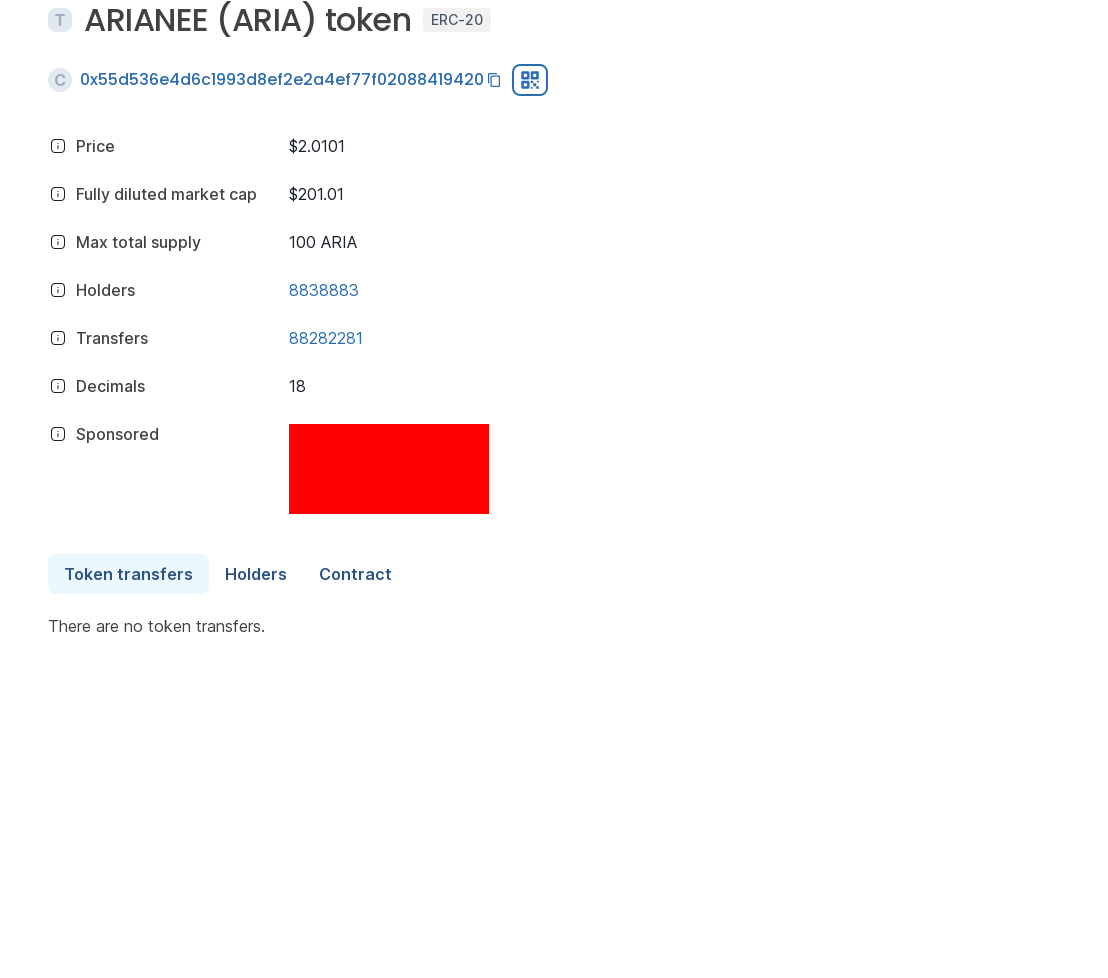 T ARIANEE (ARIA) token ERC-20
C 0x55d536e4d6c1993d8ef2e2a4ef77f02088419420
Price $2.0101
Fully diluted market cap $201.01
Max total supply 100 ARIA
Holders 8838883
Transfers 88282281
Decimals 18
Sponsored
Token transfers Holders Contract
There are no token transfers.